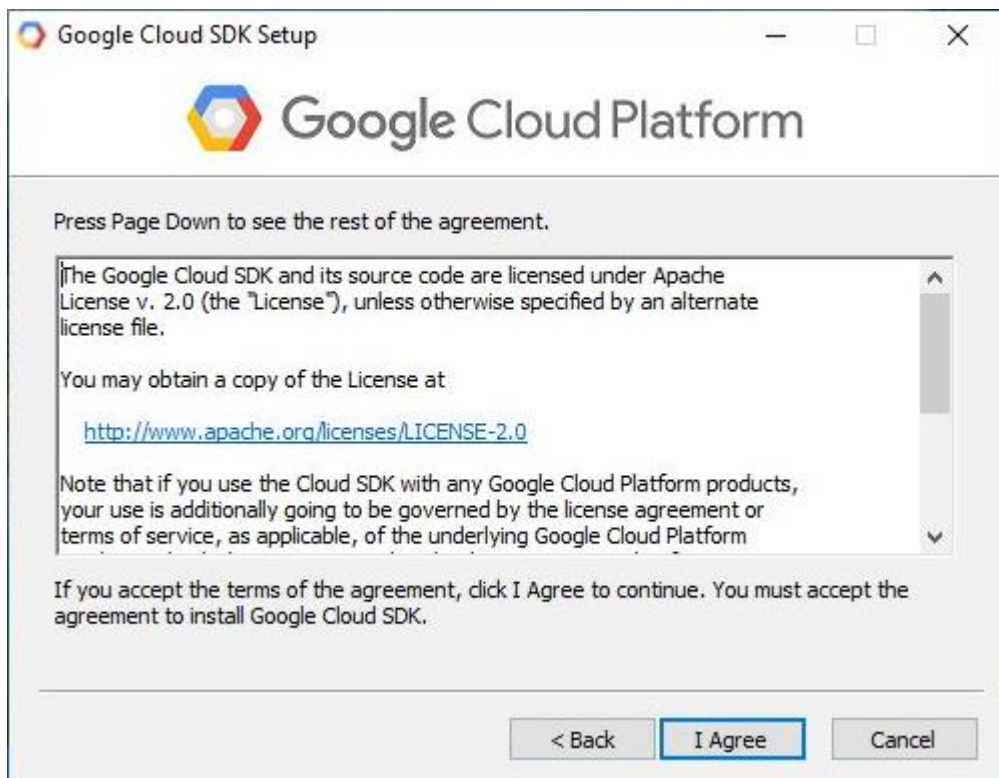 Google Cloud SDK Setup
Google Cloud Platform
Press Page Down to see the rest of the agreement.
The Google Cloud SDK and its source code are licensed under Apache
License v. 2.0 (the "License"), unless otherwise specified by an alternate
license file.
You may obtain a copy of the License at
http://www.apache.org/licenses/LICENSE-2.0
Note that if you use the Cloud SDK with any Google Cloud Platform products,
your use is additionally going to be governed by the license agreement or
terms of service, as applicable, of the underlying Google Cloud Platform
If you accept the terms of the agreement, click I Agree to continue. You must accept the
agreement to install Google Cloud SDK.
< Back
I Agree
Cancel